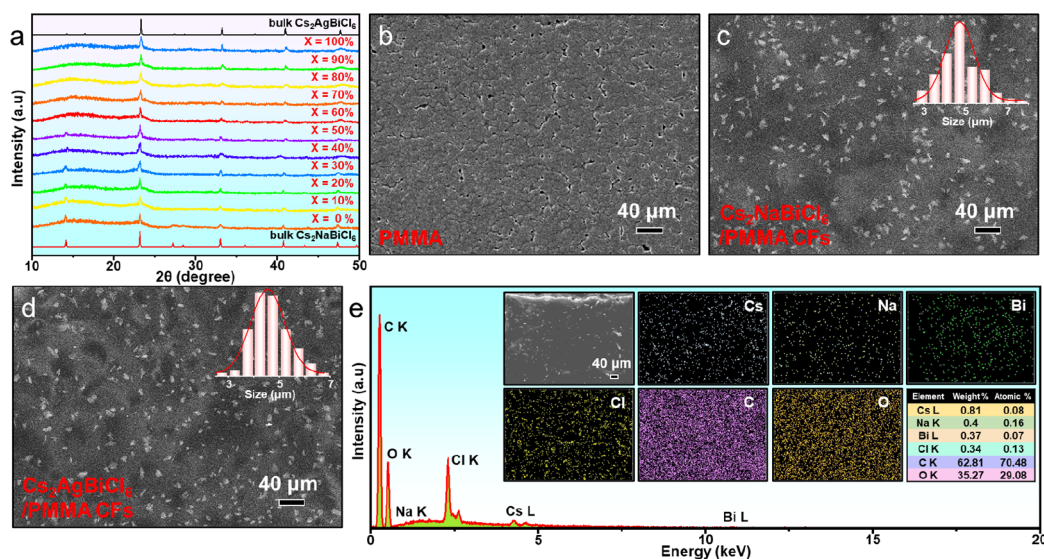 a
bulk Cs₂AgBiCl₆
X = 100%
X = 90%
X = 80%
X = 70%
X = 60%
X = 50%
X = 40%
X = 30%
X = 20%
X = 10%
X = 0 %
bulk Cs₂NaBiCl₆
Intensity (a.u)
10 20 30 40 50
2θ (degree)
b
PMMA
40 μm
c
3 5 7
Size (μm)
Cs₂NaBiCl₆
/PMMA CFs
40 μm
d
3 5 7
Size (μm)
Cs₂AgBiCl₆
/PMMA CFs
40 μm
e
Intensity (a.u)
C K
O K
Na K
Cl K
Cs L
Bi L
0 5 10 15 20
Energy (keV)
40 μm
Cs
Na
Bi
Cl
C
O
Element Weight % Atomic %
Cs L 0.81 0.08
Na K 0.4 0.16
Bi L 0.37 0.07
Cl K 0.34 0.13
C K 62.81 70.48
O K 35.27 29.08